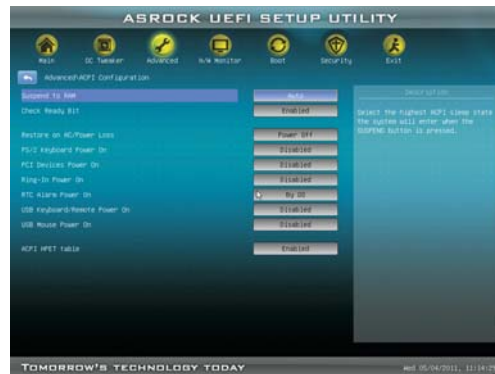 ASROCK UEFI SETUP UTILITY
Main OC Tweaker Advanced H/W Monitor Boot Security Exit
Advanced\ACPI Configuration
Suspend to RAM Auto
Check Ready Bit Enabled
Restore on AC/Power Loss Power Off
PS/2 Keyboard Power On Disabled
PCI Devices Power On Disabled
Ring-In Power On Disabled
RTC Alarm Power On By OS
USB Keyboard/Remote Power On Disabled
USB Mouse Power On Disabled
ACPI HPET table Enabled
Description
Select the highest ACPI sleep state
the system will enter when the
SUSPEND button is pressed.
TOMORROW'S TECHNOLOGY TODAY
Wed 05/04/2011, 11:14:29